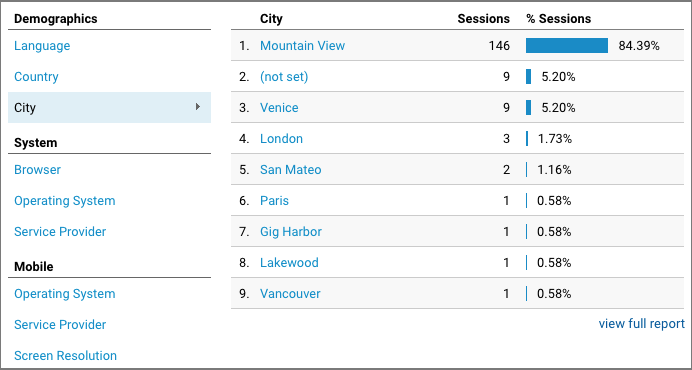 Demographics
Language
Country
City
System
Browser
Operating System
Service Provider
Mobile
Operating System
Service Provider
Screen Resolution
City Sessions % Sessions
1. Mountain View 146 84.39%
2. (not set) 9 5.20%
3. Venice 9 5.20%
4. London 3 1.73%
5. San Mateo 2 1.16%
6. Paris 1 0.58%
7. Gig Harbor 1 0.58%
8. Lakewood 1 0.58%
9. Vancouver 1 0.58%
view full report